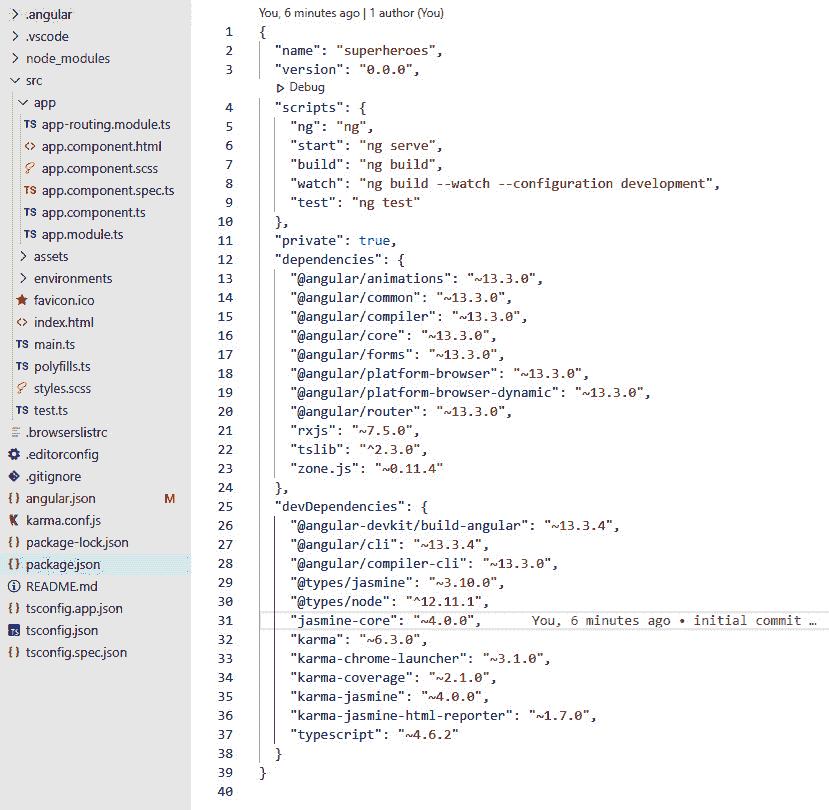 .angular
.vscode
node_modules
src
app
app-routing.module.ts
app.component.html
app.component.scss
app.component.spec.ts
app.component.ts
app.module.ts
assets
environments
favicon.ico
index.html
main.ts
polyfills.ts
styles.scss
test.ts
.browserslistrc
.editorconfig
.gitignore
angular.json M
karma.conf.js
package-lock.json
package.json
README.md
tsconfig.app.json
tsconfig.json
tsconfig.spec.json
You, 6 minutes ago | 1 author (You)
1 {
2 "name": "superheroes",
3 "version": "0.0.0",
Debug
4 "scripts": {
5 "ng": "ng",
6 "start": "ng serve",
7 "build": "ng build",
8 "watch": "ng build --watch --configuration development",
9 "test": "ng test"
10 },
11 "private": true,
12 "dependencies": {
13 "@angular/animations": "~13.3.0",
14 "@angular/common": "~13.3.0",
15 "@angular/compiler": "~13.3.0",
16 "@angular/core": "~13.3.0",
17 "@angular/forms": "~13.3.0",
18 "@angular/platform-browser": "~13.3.0",
19 "@angular/platform-browser-dynamic": "~13.3.0",
20 "@angular/router": "~13.3.0",
21 "rxjs": "~7.5.0",
22 "tslib": "^2.3.0",
23 "zone.js": "~0.11.4"
24 },
25 "devDependencies": {
26 "@angular-devkit/build-angular": "~13.3.4",
27 "@angular/cli": "~13.3.4",
28 "@angular/compiler-cli": "~13.3.0",
29 "@types/jasmine": "~3.10.0",
30 "@types/node": "^12.11.1",
31 "jasmine-core": "~4.0.0", You, 6 minutes ago • initial commit …
32 "karma": "~6.3.0",
33 "karma-chrome-launcher": "~3.1.0",
34 "karma-coverage": "~2.1.0",
35 "karma-jasmine": "~4.0.0",
36 "karma-jasmine-html-reporter": "~1.7.0",
37 "typescript": "~4.6.2"
38 }
39 }
40